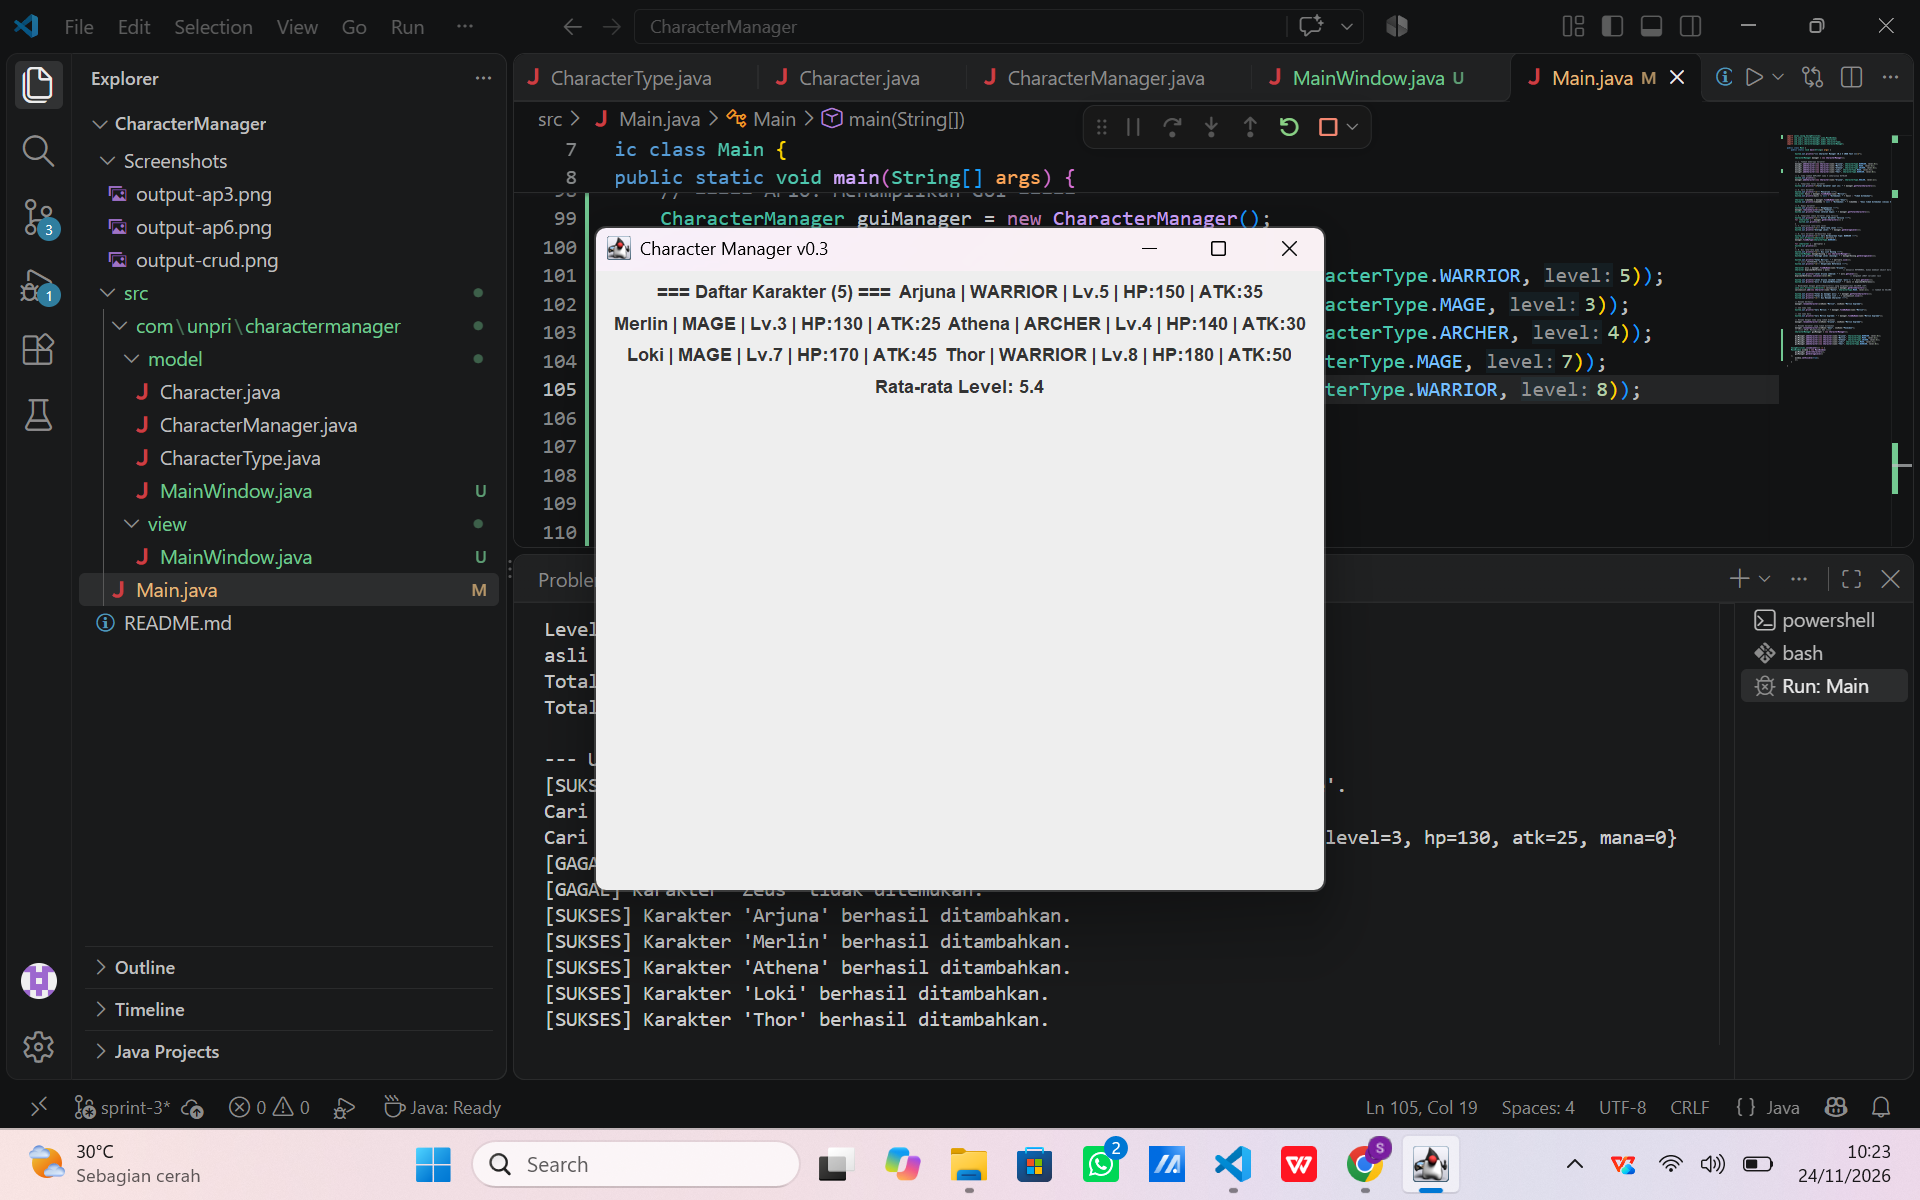 File Edit Selection View Go Run ···
CharacterManager
Explorer
CharacterManager
Screenshots
output-ap3.png
output-ap6.png
output-crud.png
src
com\unpri\charactermanager
model
Character.java
CharacterManager.java
CharacterType.java
MainWindow.java U
view
MainWindow.java U
Main.java M
README.md
Outline
Timeline
Java Projects
3
1
CharacterType.java
Character.java
CharacterManager.java
MainWindow.java U
Main.java M
src > Main.java > Main > main(String[])
7 ic class Main {
8 public static void main(String[] args) {
99 CharacterManager guiManager = new CharacterManager();
100
101 acterType.WARRIOR, level: 5));
102 acterType.MAGE, level: 3));
103 acterType.ARCHER, level: 4));
104 terType.MAGE, level: 7));
105 terType.WARRIOR, level: 8));
106
107
108
109
110
Character Manager v0.3
=== Daftar Karakter (5) === Arjuna | WARRIOR | Lv.5 | HP:150 | ATK:35
Merlin | MAGE | Lv.3 | HP:130 | ATK:25 Athena | ARCHER | Lv.4 | HP:140 | ATK:30
Loki | MAGE | Lv.7 | HP:170 | ATK:45 Thor | WARRIOR | Lv.8 | HP:180 | ATK:50
Rata-rata Level: 5.4
Proble
Level
asli
Total
Total
--- U
[SUKS '.
Cari
Cari level=3, hp=130, atk=25, mana=0}
[GAGA
[GAGAL] Karakter 'Zeus' tidak ditemukan.
[SUKSES] Karakter 'Arjuna' berhasil ditambahkan.
[SUKSES] Karakter 'Merlin' berhasil ditambahkan.
[SUKSES] Karakter 'Athena' berhasil ditambahkan.
[SUKSES] Karakter 'Loki' berhasil ditambahkan.
[SUKSES] Karakter 'Thor' berhasil ditambahkan.
powershell
bash
Run: Main
sprint-3* 0 0 Java: Ready
Ln 105, Col 19 Spaces: 4 UTF-8 CRLF { } Java
30°C
Sebagian cerah
Search
2
S
10:23
24/11/2026